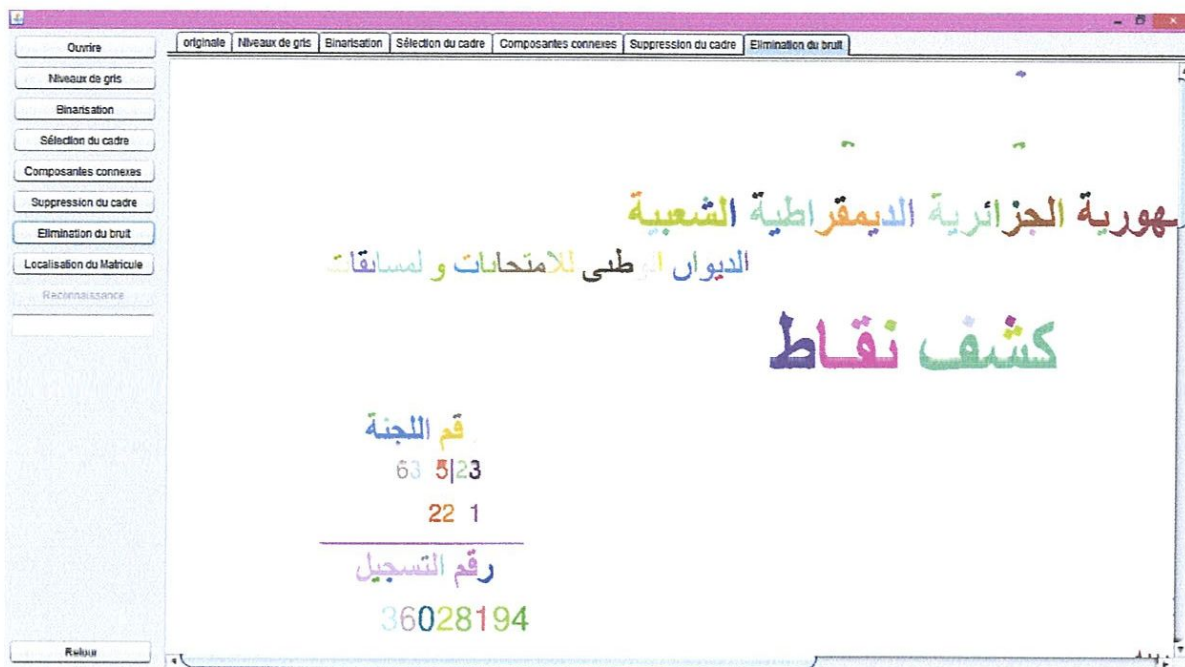 Ouvrire
Niveaux de gris
Binarisation
Sélection du cadre
Composantes connexes
Suppression du cadre
Elimination du bruit
Localisation du Matricule
Reconnaissance
Retour
originale Niveaux de gris Binarisation Sélection du cadre Composantes connexes Suppression du cadre Elimination du bruit
ـهورية الجزائرية الديمقراطية الشعبية
الديوان الوطنى للامتحانات و لمسابقات
كشف نقاط
قم اللجنة
63 5|23
22 1
رقم التسجيل
36028194